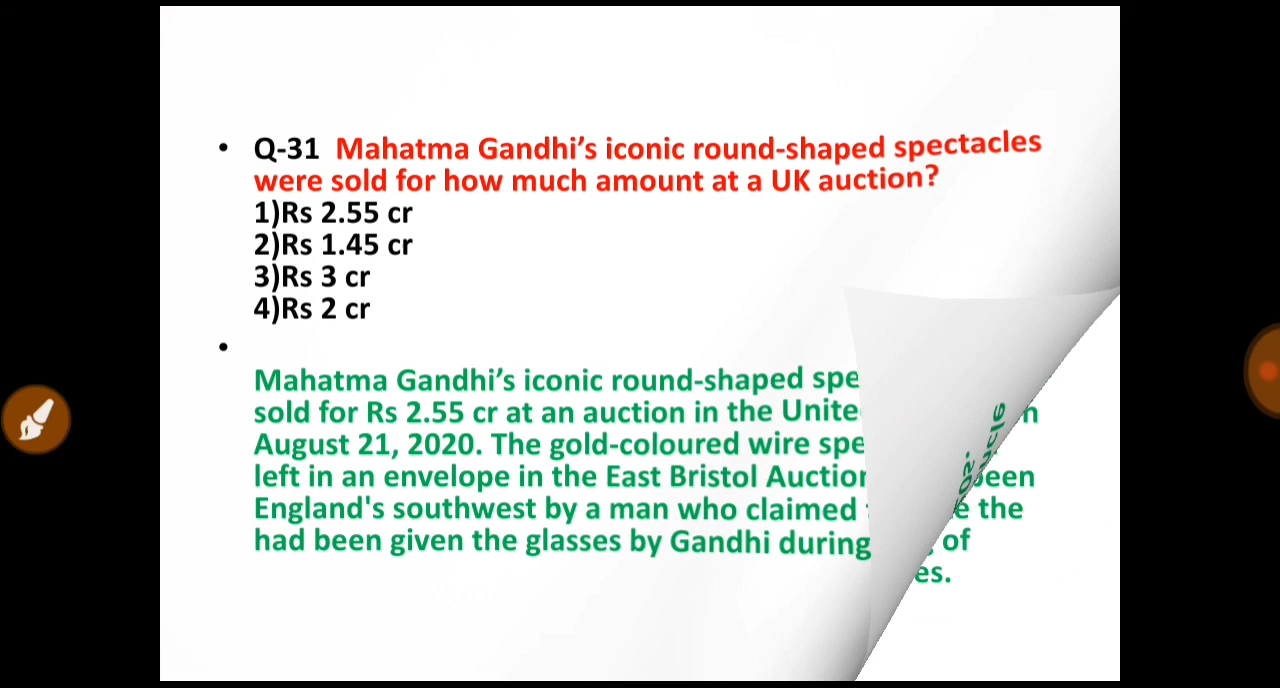 Q-31 Mahatma Gandhi's iconic round-shaped spectacles
were sold for how much amount at a UK auction?
1)Rs 2.55 cr
2)Rs 1.45 cr
3)Rs 3 cr
4)Rs 2 cr
Mahatma Gandhi's iconic round-shaped
sold for Rs 2.55 cr at an auction in the
August 21, 2020. The gold-coloured wire
left in an envelope in the East Bristol
England's southwest by a man who claimed the
had been given the glasses by Gandhi during of